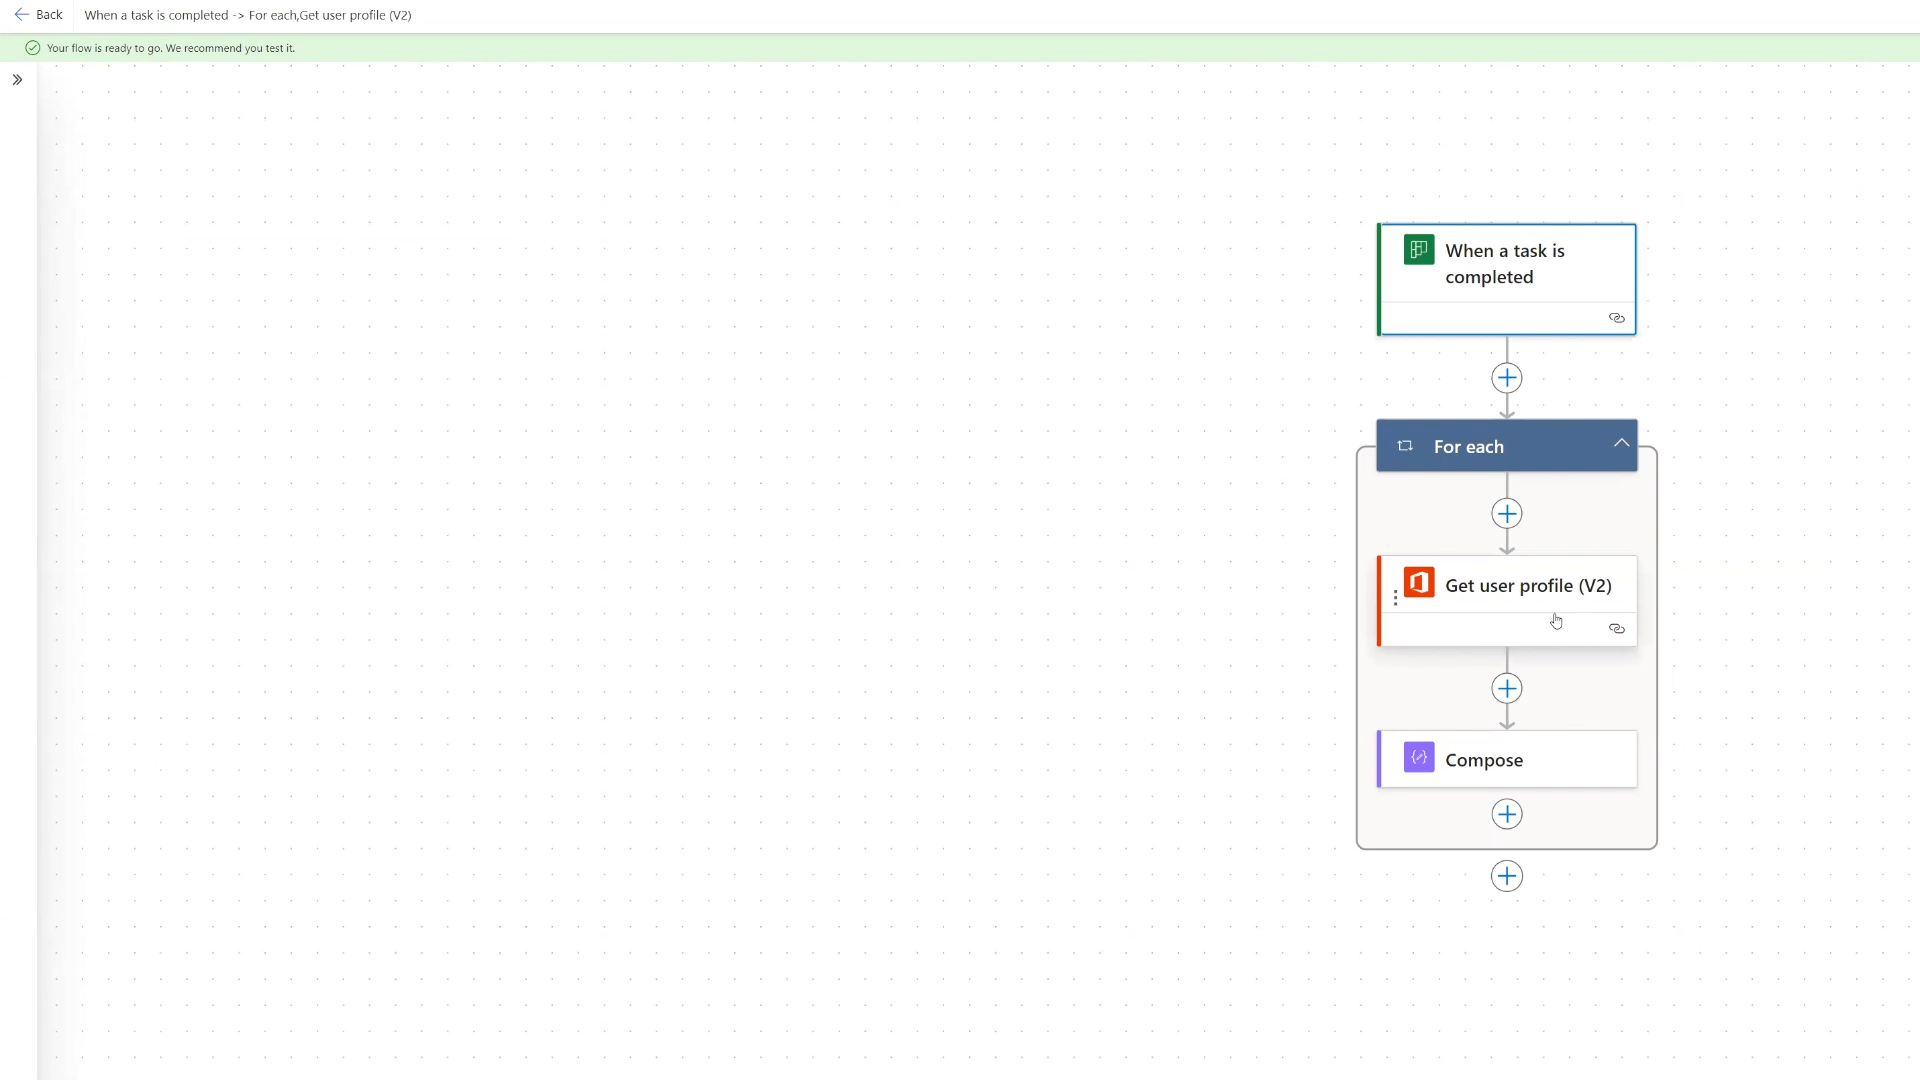 Back
When a task is completed -> For each,Get user profile (V2)
Your flow is ready to go. We recommend you test it.
When a task is
completed
For each
Get user profile (V2)
Compose